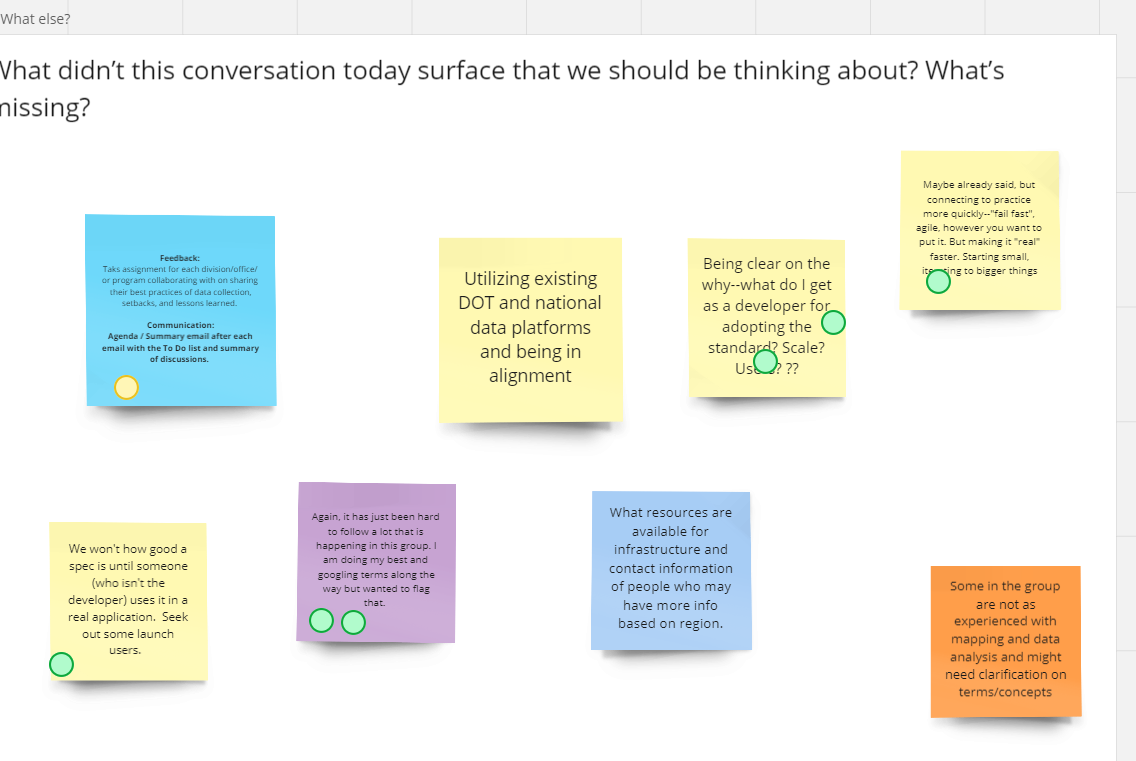 What else?
What didn't this conversation today surface that we should be thinking about? What's
missing?
Feedback:
Taks assignment for each division/office/
or program collaborating with on sharing
their best practices of data collection,
setbacks, and lessons learned.
Communication:
Agenda / Summary email after each
email with the To Do list and summary
of discussions.
Utilizing existing
DOT and national
data platforms
and being in
alignment
Being clear on the
why--what do I get
as a developer for
adopting the
standard? Scale?
Users? ??
Maybe already said, but
connecting to practice
more quickly--"fail fast",
agile, however you want to
put it. But making it "real"
faster. Starting small,
iterating to bigger things
We won't how good a
spec is until someone
(who isn't the
developer) uses it in a
real application. Seek
out some launch
users.
Again, it has just been hard
to follow a lot that is
happening in this group. I
am doing my best and
googling terms along the
way but wanted to flag
that.
What resources are
available for
infrastructure and
contact information
of people who may
have more info
based on region.
Some in the group
are not as
experienced with
mapping and data
analysis and might
need clarification on
terms/concepts